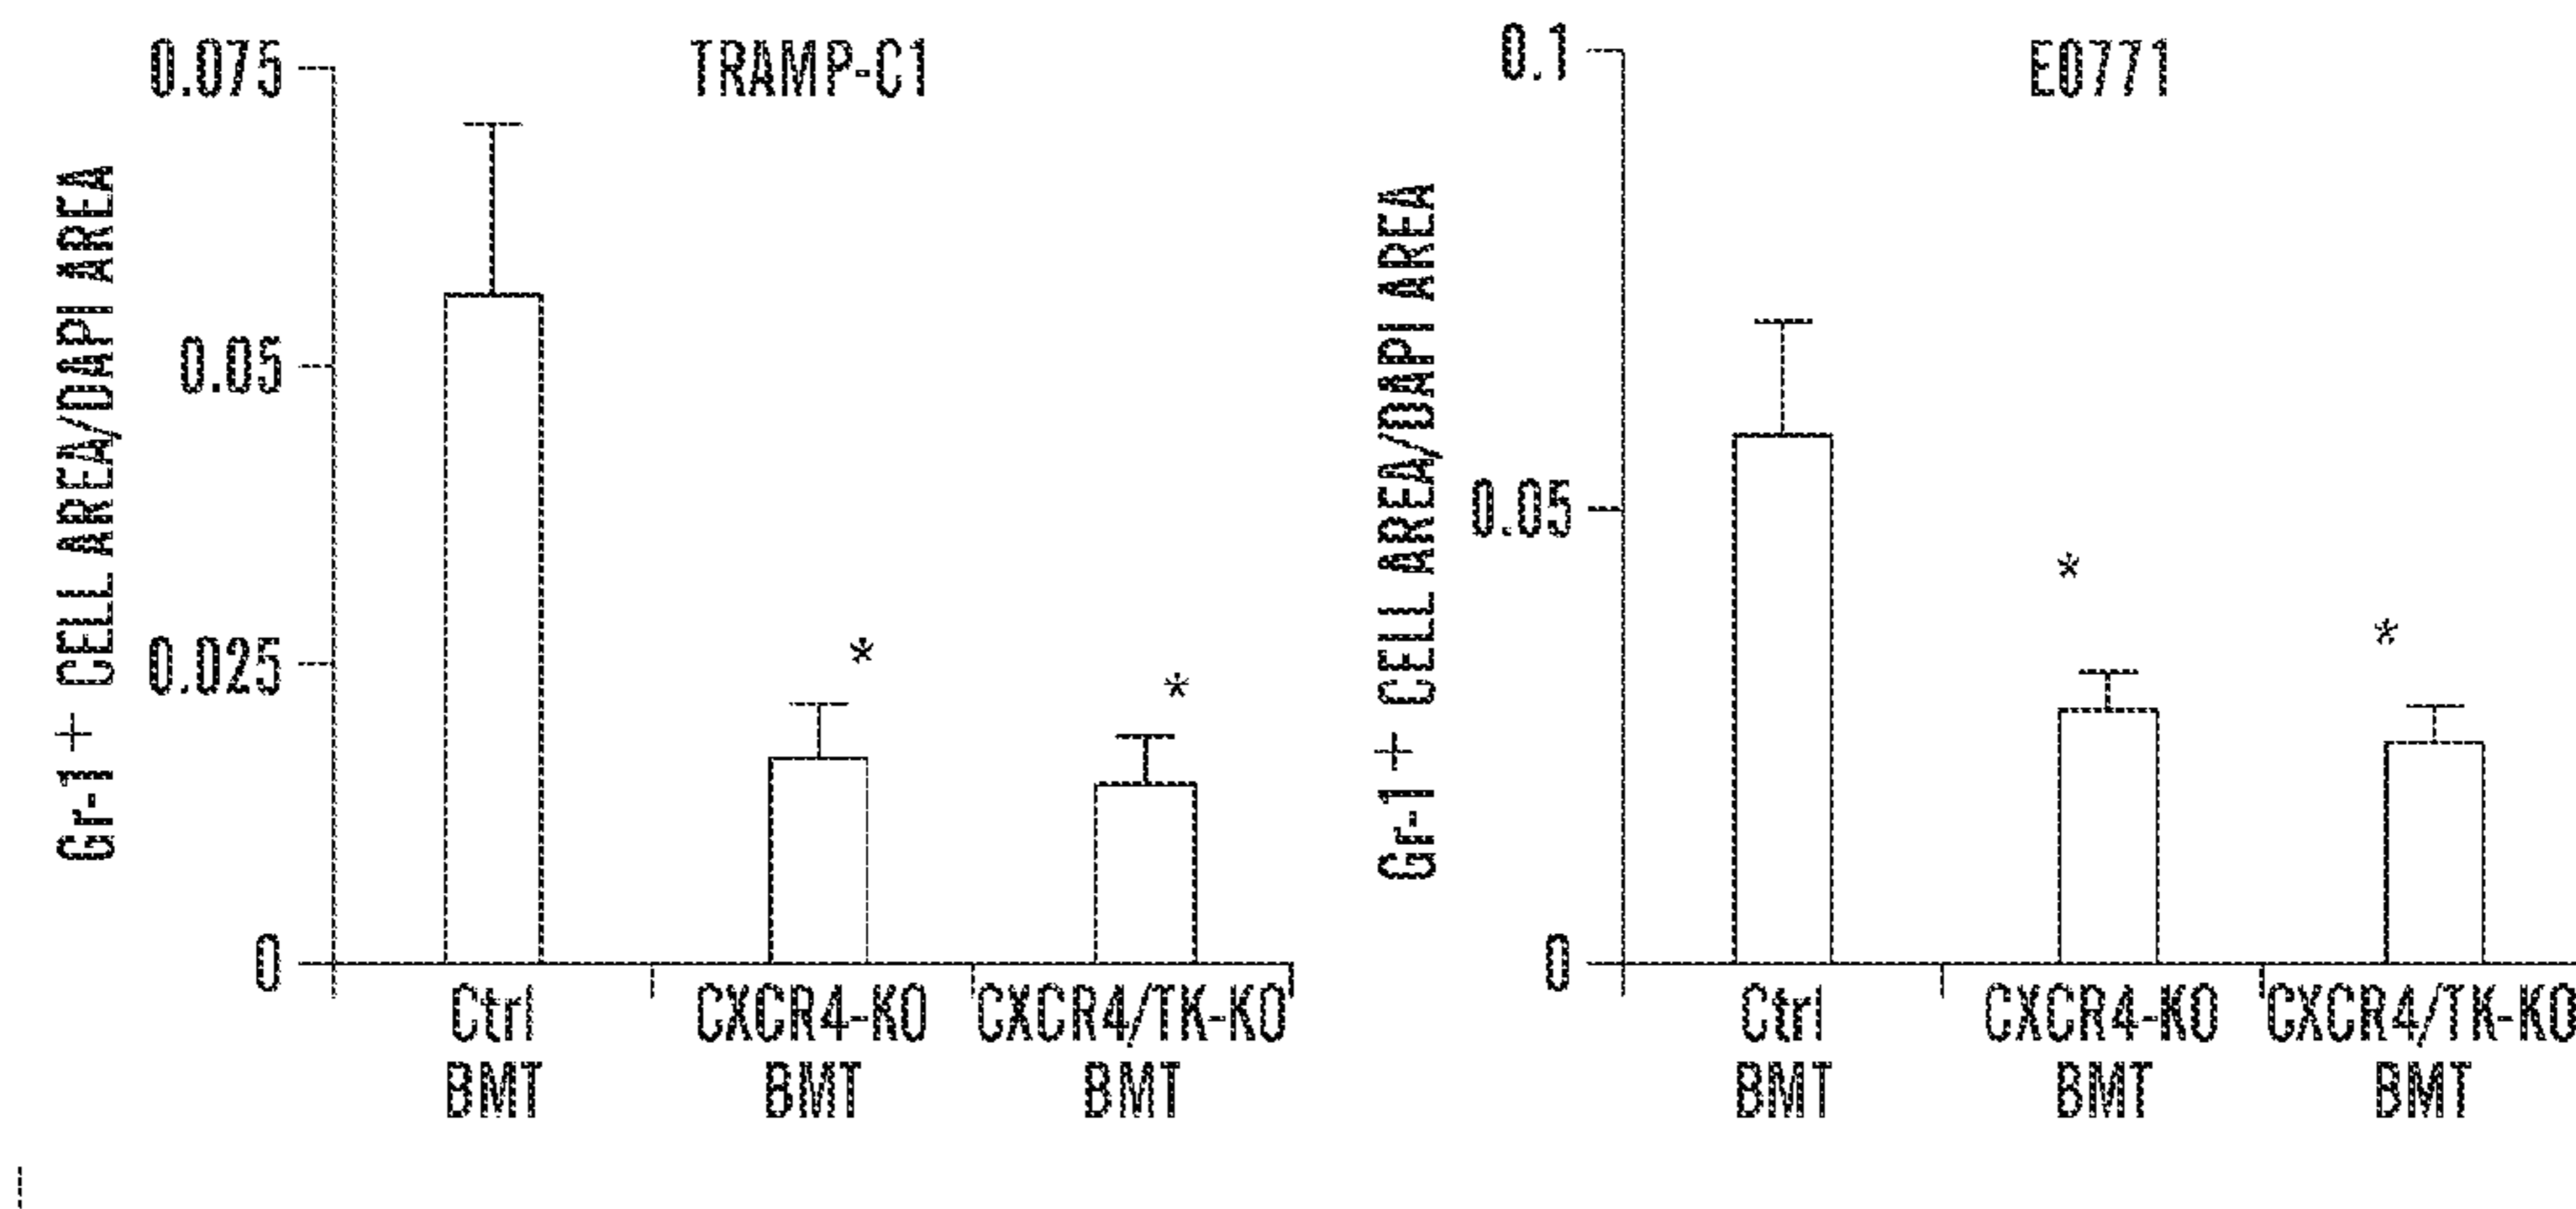 TRAMP-C1
Gr-1 + CELL AREA/DAPI AREA
0.075
0.05
0.025
0
*
*
Ctrl
BMT
CXCR4-KO
BMT
CXCR4/TK-KO
BMT
E0771
Gr-1 + CELL AREA/DAPI AREA
0.1
0.05
0
*
*
Ctrl
BMT
CXCR4-KO
BMT
CXCR4/TK-KO
BMT